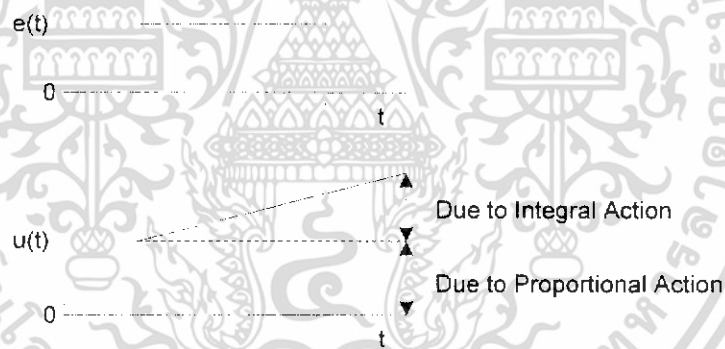 e(t)
0
t
Due to Integral Action
u(t)
Due to Proportional Action
0
t